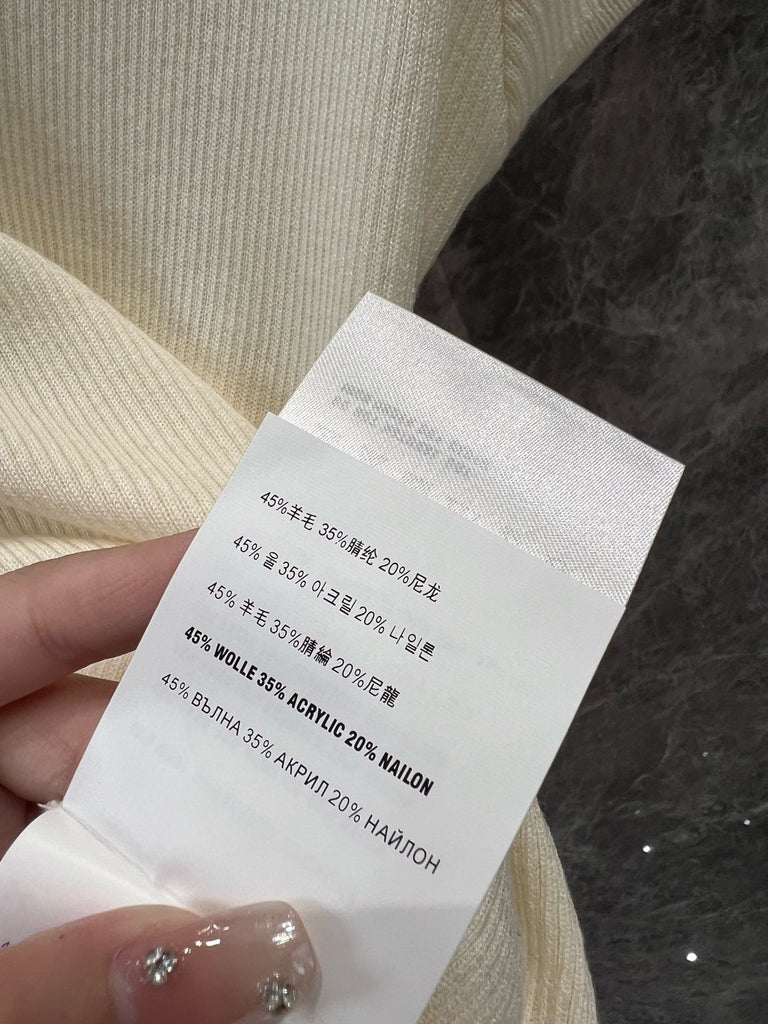 45%羊毛 35%腈纶 20%尼龙
45% 울 35% 아크릴 20% 나일론
45% 羊毛 35%腈綸 20%尼龍
45% WOLLE 35% ACRYLIC 20% NAILON
45% ВЪЛНА 35% АКРИЛ 20% НАЙЛОН